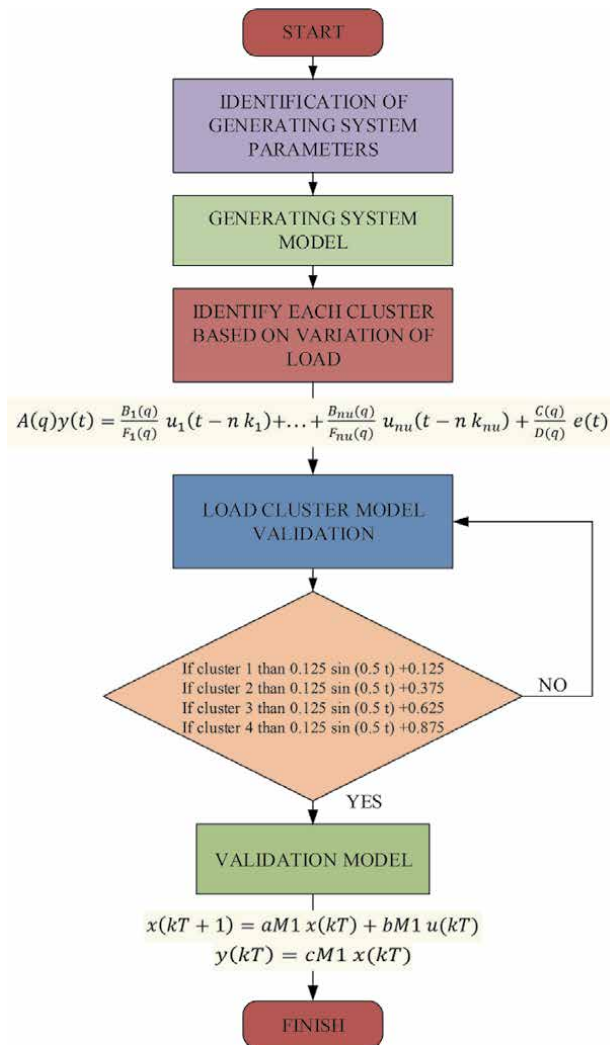 START
IDENTIFICATION OF
GENERATING SYSTEM
PARAMETERS
GENERATING SYSTEM
MODEL
IDENTIFY EACH CLUSTER
BASED ON VARIATION OF
LOAD
A(q)y(t) = B₁(q)/F₁(q) u₁(t − n k₁)+...+ Bₙᵤ(q)/Fₙᵤ(q) uₙᵤ(t − n kₙᵤ) + C(q)/D(q) e(t)
LOAD CLUSTER MODEL
VALIDATION
If cluster 1 than 0.125 sin (0.5 t) +0.125
If cluster 2 than 0.125 sin (0.5 t) +0.375
If cluster 3 than 0.125 sin (0.5 t) +0.625
If cluster 4 than 0.125 sin (0.5 t) +0.875
NO
YES
VALIDATION MODEL
x(kT + 1) = aM1 x(kT) + bM1 u(kT)
y(kT) = cM1 x(kT)
FINISH